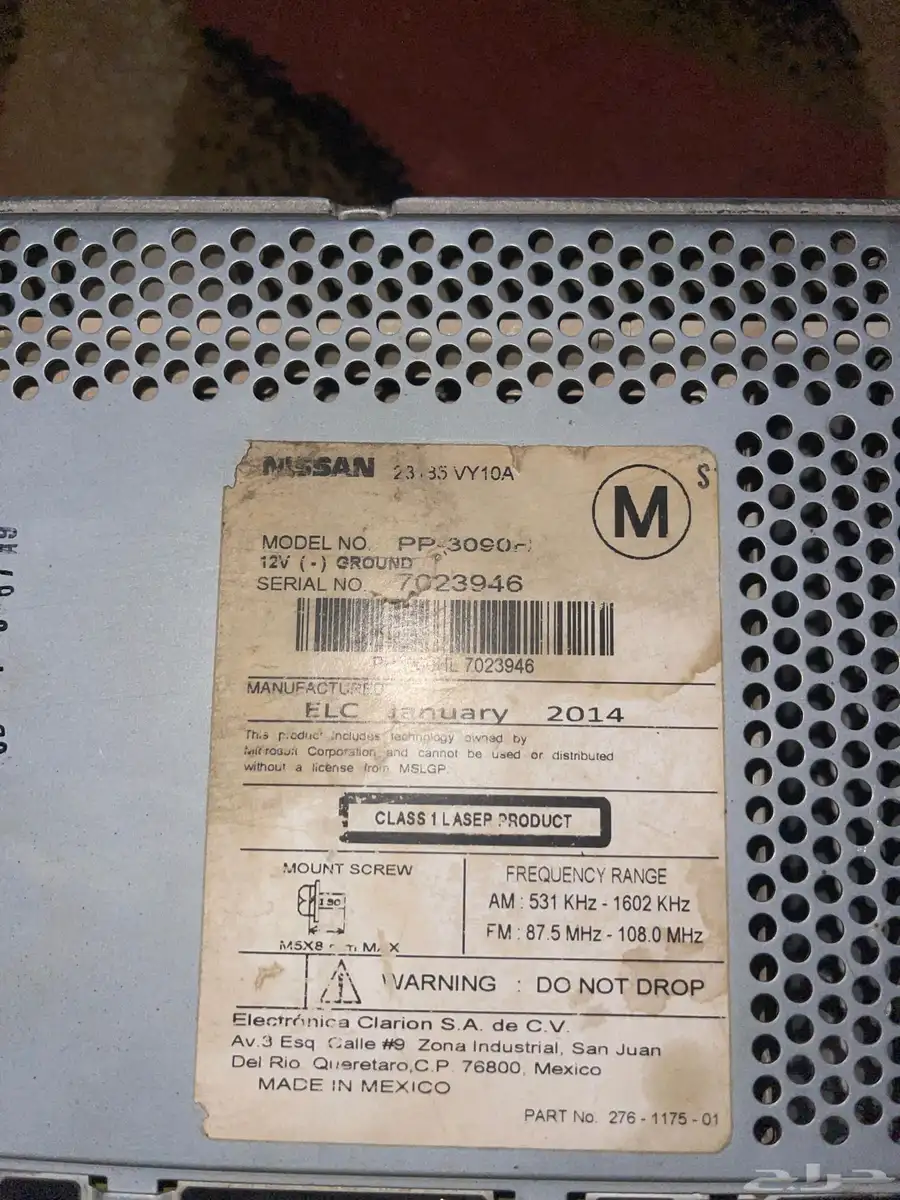 NISSAN
VY10A
M
S
MODEL NO.
12V (-) GROUND
SERIAL NO. 7023946
7023946
MANUFACTURED
ELC January 2014
This product includes technology owned by
Microsoft Corporation and cannot be used or distributed
without a license from MSLGP.
CLASS 1 LASER PRODUCT
MOUNT SCREW
FREQUENCY RANGE
AM : 531 KHz - 1602 KHz
FM : 87.5 MHz - 108.0 MHz
M5X8 MAX
WARNING : DO NOT DROP
Electrónica Clarion S.A. de C.V.
Av.3 Esq. Calle #9 Zona Industrial, San Juan
Del Rio Queretaro,C.P. 76800, Mexico
MADE IN MEXICO
PART No. 276-1175-01
حراج